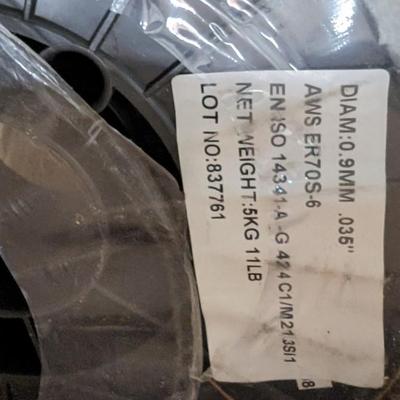 DIAM:0.9MM .035"
AWS ER70S-6
EN ISO 14341-A -G 42 4 C1/M21 3Si1
NET WEIGHT:5KG 11LB
LOT NO:837761